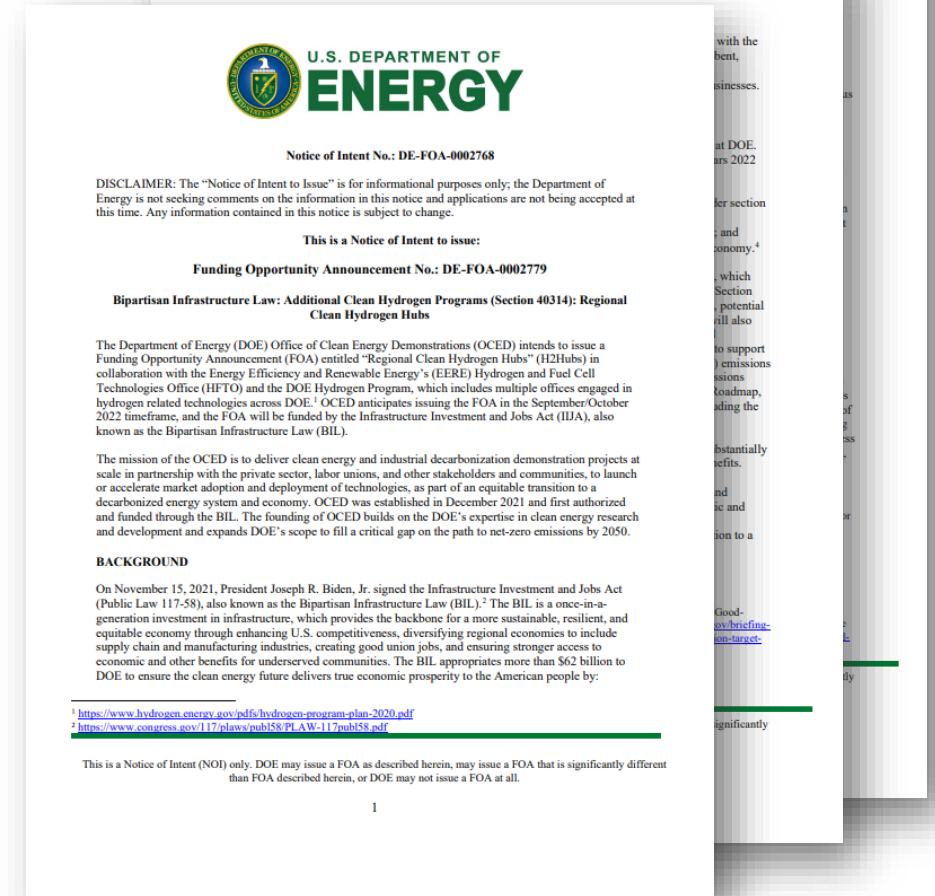 U.S. DEPARTMENT OF
ENERGY
Notice of Intent No.: DE-FOA-0002768
DISCLAIMER: The “Notice of Intent to Issue” is for informational purposes only; the Department of
Energy is not seeking comments on the information in this notice and applications are not being accepted at
this time. Any information contained in this notice is subject to change.
This is a Notice of Intent to issue:
Funding Opportunity Announcement No.: DE-FOA-0002779
Bipartisan Infrastructure Law: Additional Clean Hydrogen Programs (Section 40314): Regional
Clean Hydrogen Hubs
The Department of Energy (DOE) Office of Clean Energy Demonstrations (OCED) intends to issue a
Funding Opportunity Announcement (FOA) entitled “Regional Clean Hydrogen Hubs” (H2Hubs) in
collaboration with the Energy Efficiency and Renewable Energy’s (EERE) Hydrogen and Fuel Cell
Technologies Office (HFTO) and the DOE Hydrogen Program, which includes multiple offices engaged in
hydrogen related technologies across DOE.¹ OCED anticipates issuing the FOA in the September/October
2022 timeframe, and the FOA will be funded by the Infrastructure Investment and Jobs Act (IIJA), also
known as the Bipartisan Infrastructure Law (BIL).
The mission of the OCED is to deliver clean energy and industrial decarbonization demonstration projects at
scale in partnership with the private sector, labor unions, and other stakeholders and communities, to launch
or accelerate market adoption and deployment of technologies, as part of an equitable transition to a
decarbonized energy system and economy. OCED was established in December 2021 and first authorized
and funded through the BIL. The founding of OCED builds on the DOE’s expertise in clean energy research
and development and expands DOE’s scope to fill a critical gap on the path to net-zero emissions by 2050.
BACKGROUND
On November 15, 2021, President Joseph R. Biden, Jr. signed the Infrastructure Investment and Jobs Act
(Public Law 117-58), also known as the Bipartisan Infrastructure Law (BIL).² The BIL is a once-in-a-
generation investment in infrastructure, which provides the backbone for a more sustainable, resilient, and
equitable economy through enhancing U.S. competitiveness, diversifying regional economies to include
supply chain and manufacturing industries, creating good union jobs, and ensuring stronger access to
economic and other benefits for underserved communities. The BIL appropriates more than $62 billion to
DOE to ensure the clean energy future delivers true economic prosperity to the American people by:
¹ https://www.hydrogen.energy.gov/pdfs/hydrogen-program-plan-2020.pdf
² https://www.congress.gov/117/plaws/publ58/PLAW-117publ58.pdf
This is a Notice of Intent (NOI) only. DOE may issue a FOA as described herein, may issue a FOA that is significantly different
than FOA described herein, or DOE may not issue a FOA at all.
1
with the
at DOE.
2022
section
; and
which
Section
, potential
also
to support
) emissions
Roadmap,
the
and
to a
Good-